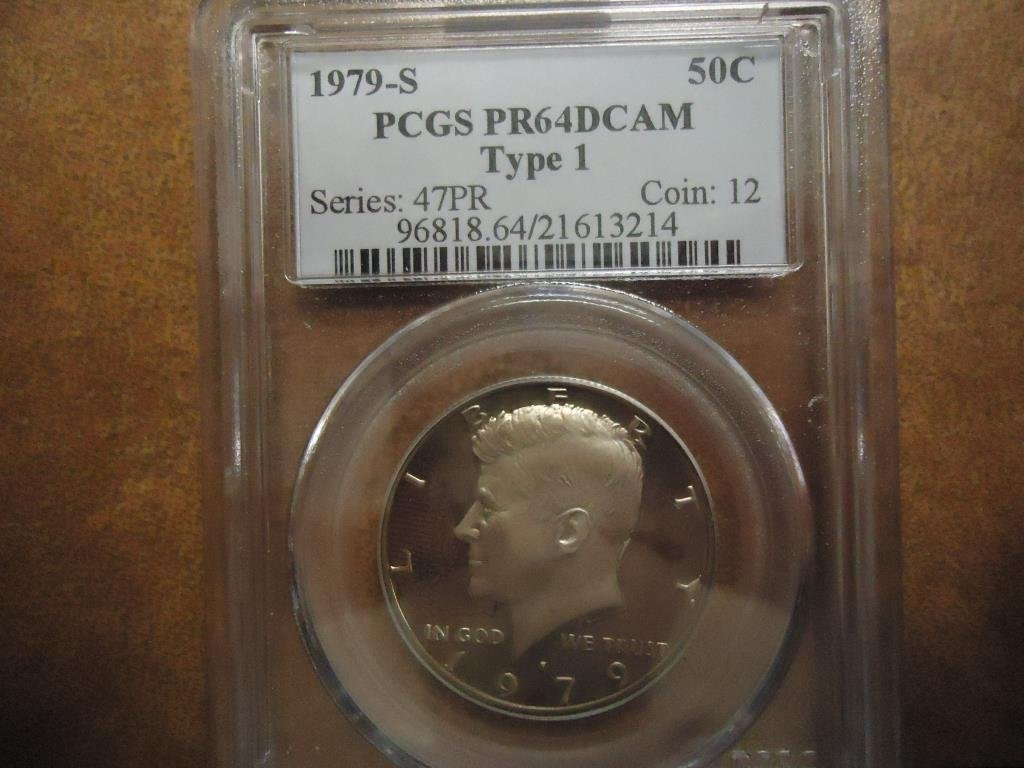 1979-S 50C
PCGS PR64DCAM
Type 1
Series: 47PR Coin: 12
96818.64/21613214
LIBERTY
IN GOD WE TRUST
1979